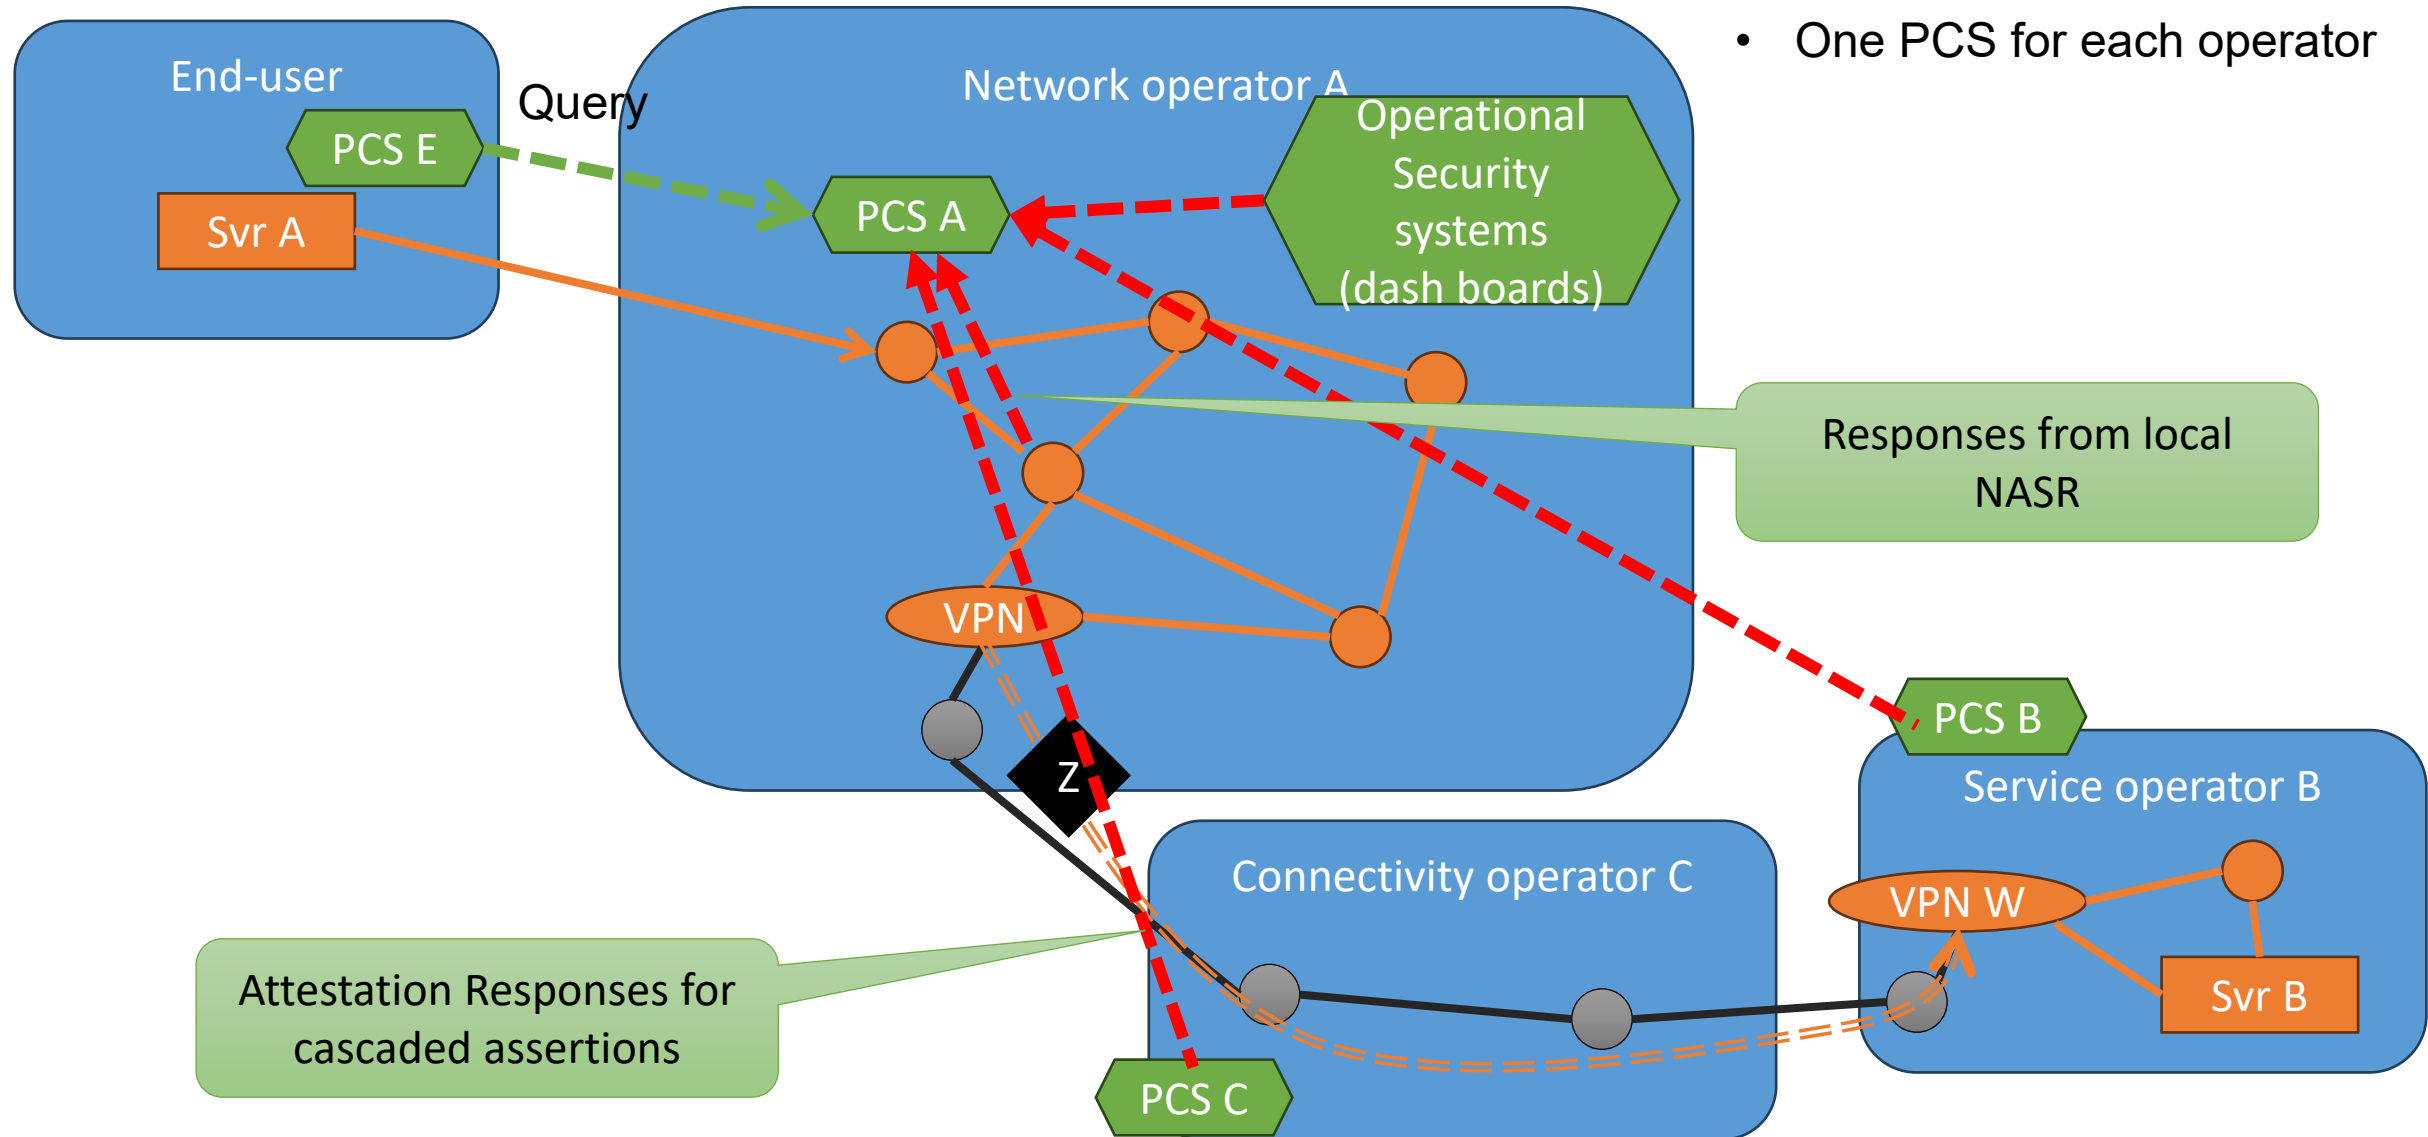 • One PCS for each operator
End-user
Query
Network operator A
PCS E
Operational
Security
systems
(dash boards)
PCS A
Svr A
Responses from local
NASR
VPN
PCS B
Z
Service operator B
Connectivity operator C
VPN W
Attestation Responses for
cascaded assertions
Svr B
PCS C